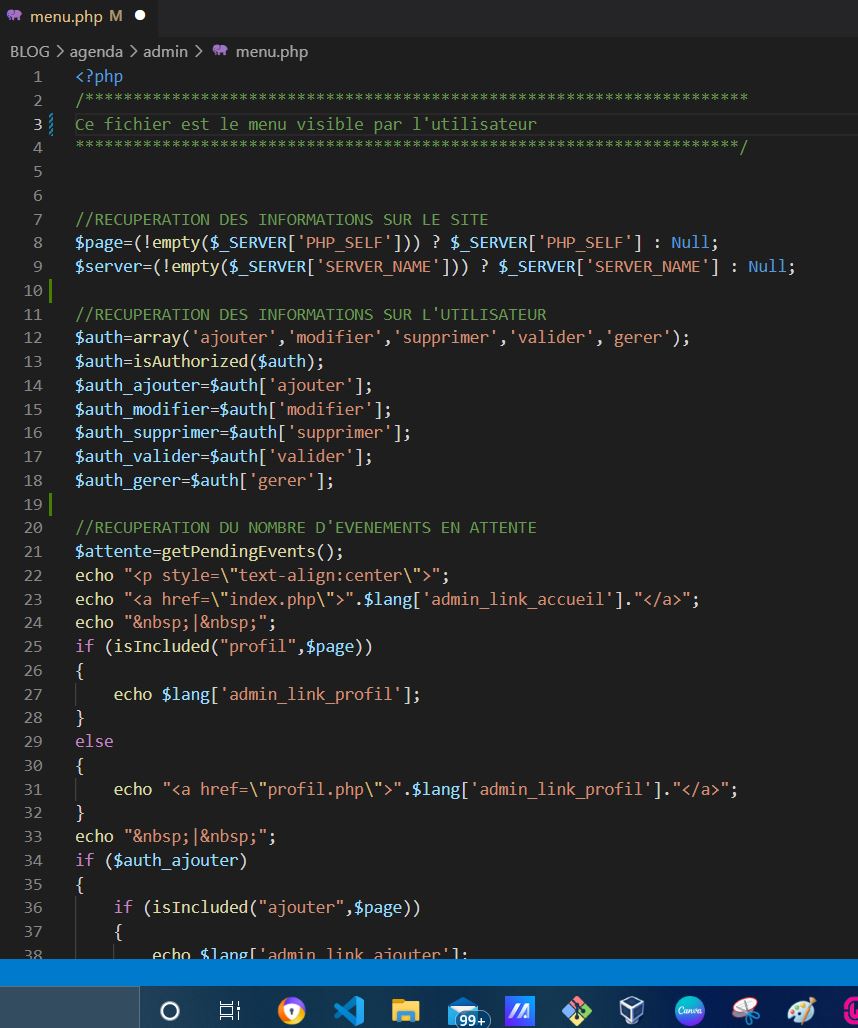 menu.php M
BLOG > agenda > admin > menu.php
1 <?php
2 /*********************************************************************
3 Ce fichier est le menu visible par l'utilisateur
4 *********************************************************************/
5
6
7 //RECUPERATION DES INFORMATIONS SUR LE SITE
8 $page=(!empty($_SERVER['PHP_SELF'])) ? $_SERVER['PHP_SELF'] : Null;
9 $server=(!empty($_SERVER['SERVER_NAME'])) ? $_SERVER['SERVER_NAME'] : Null;
10
11 //RECUPERATION DES INFORMATIONS SUR L'UTILISATEUR
12 $auth=array('ajouter','modifier','supprimer','valider','gerer');
13 $auth=isAuthorized($auth);
14 $auth_ajouter=$auth['ajouter'];
15 $auth_modifier=$auth['modifier'];
16 $auth_supprimer=$auth['supprimer'];
17 $auth_valider=$auth['valider'];
18 $auth_gerer=$auth['gerer'];
19
20 //RECUPERATION DU NOMBRE D'EVENEMENTS EN ATTENTE
21 $attente=getPendingEvents();
22 echo "<p style=\"text-align:center\">";
23 echo "<a href=\"index.php\">".$lang['admin_link_accueil']."</a>";
24 echo "&nbsp;|&nbsp;";
25 if (isIncluded("profil",$page))
26 {
27 echo $lang['admin_link_profil'];
28 }
29 else
30 {
31 echo "<a href=\"profil.php\">".$lang['admin_link_profil']."</a>";
32 }
33 echo "&nbsp;|&nbsp;";
34 if ($auth_ajouter)
35 {
36 if (isIncluded("ajouter",$page))
37 {
38 echo $lang['admin_link_ajouter'];
99+
Canva